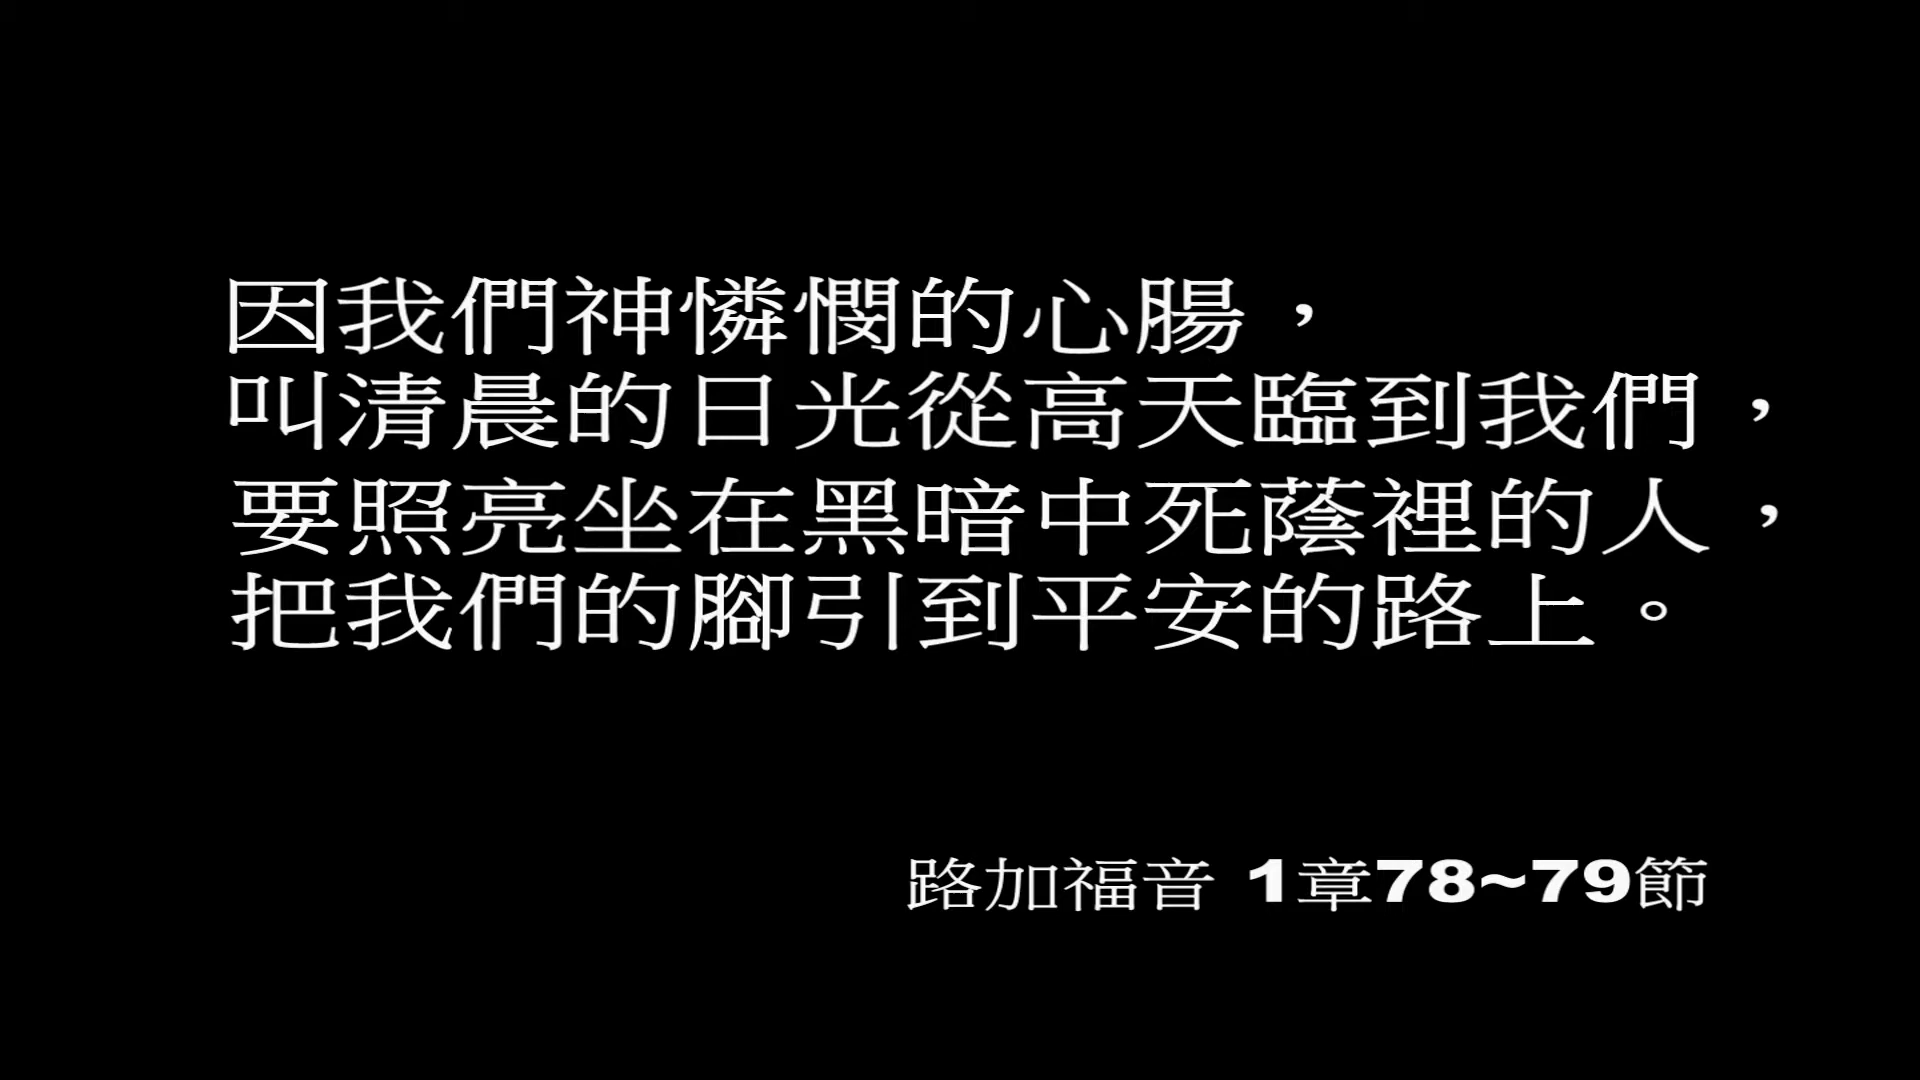 因我們神憐憫的心腸，
叫清晨的日光從高天臨到我們，
要照亮坐在黑暗中死蔭裡的人，
把我們的腳引到平安的路上。
路加福音 1章78~79節